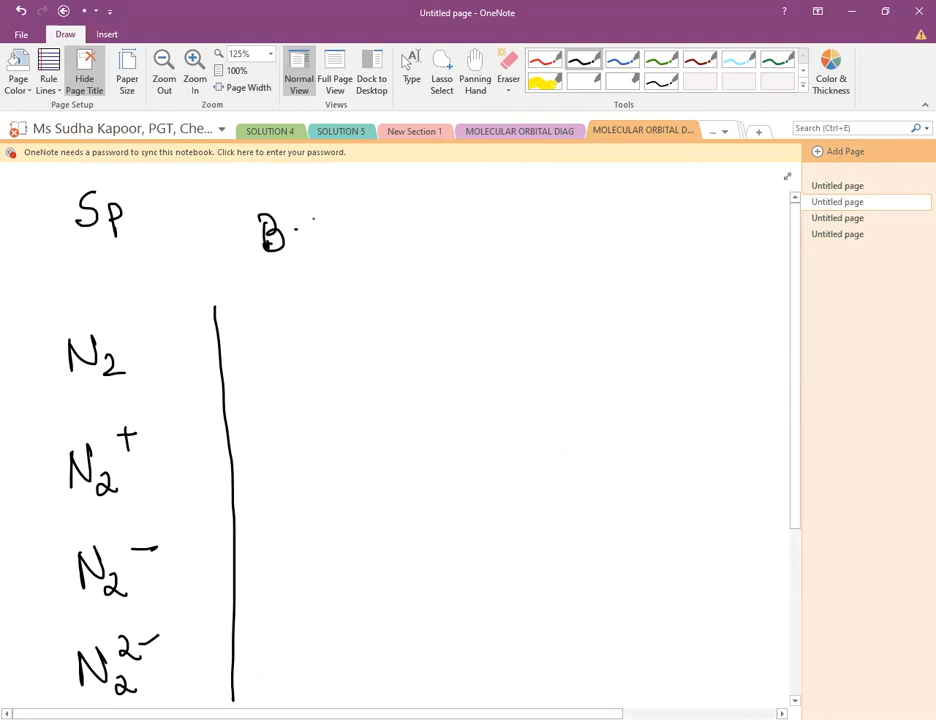 Untitled page - OneNote
File Draw Insert
Page Color Rule Lines Hide Page Title Paper Size Zoom Out Zoom In 125% 100% Page Width Normal View Full Page View Dock to Desktop Type Lasso Select Panning Hand Eraser Color & Thickness
Page Setup Zoom Views Tools
Ms Sudha Kapoor, PGT, Che... SOLUTION 4 SOLUTION 5 New Section 1 MOLECULAR ORBITAL DIAG MOLECULAR ORBITAL D... ... Search (Ctrl+E)
OneNote needs a password to sync this notebook. Click here to enter your password.
Add Page
Untitled page
Untitled page
Untitled page
Untitled page
Sp B.
N₂
N₂⁺
N₂⁻
N₂²⁻